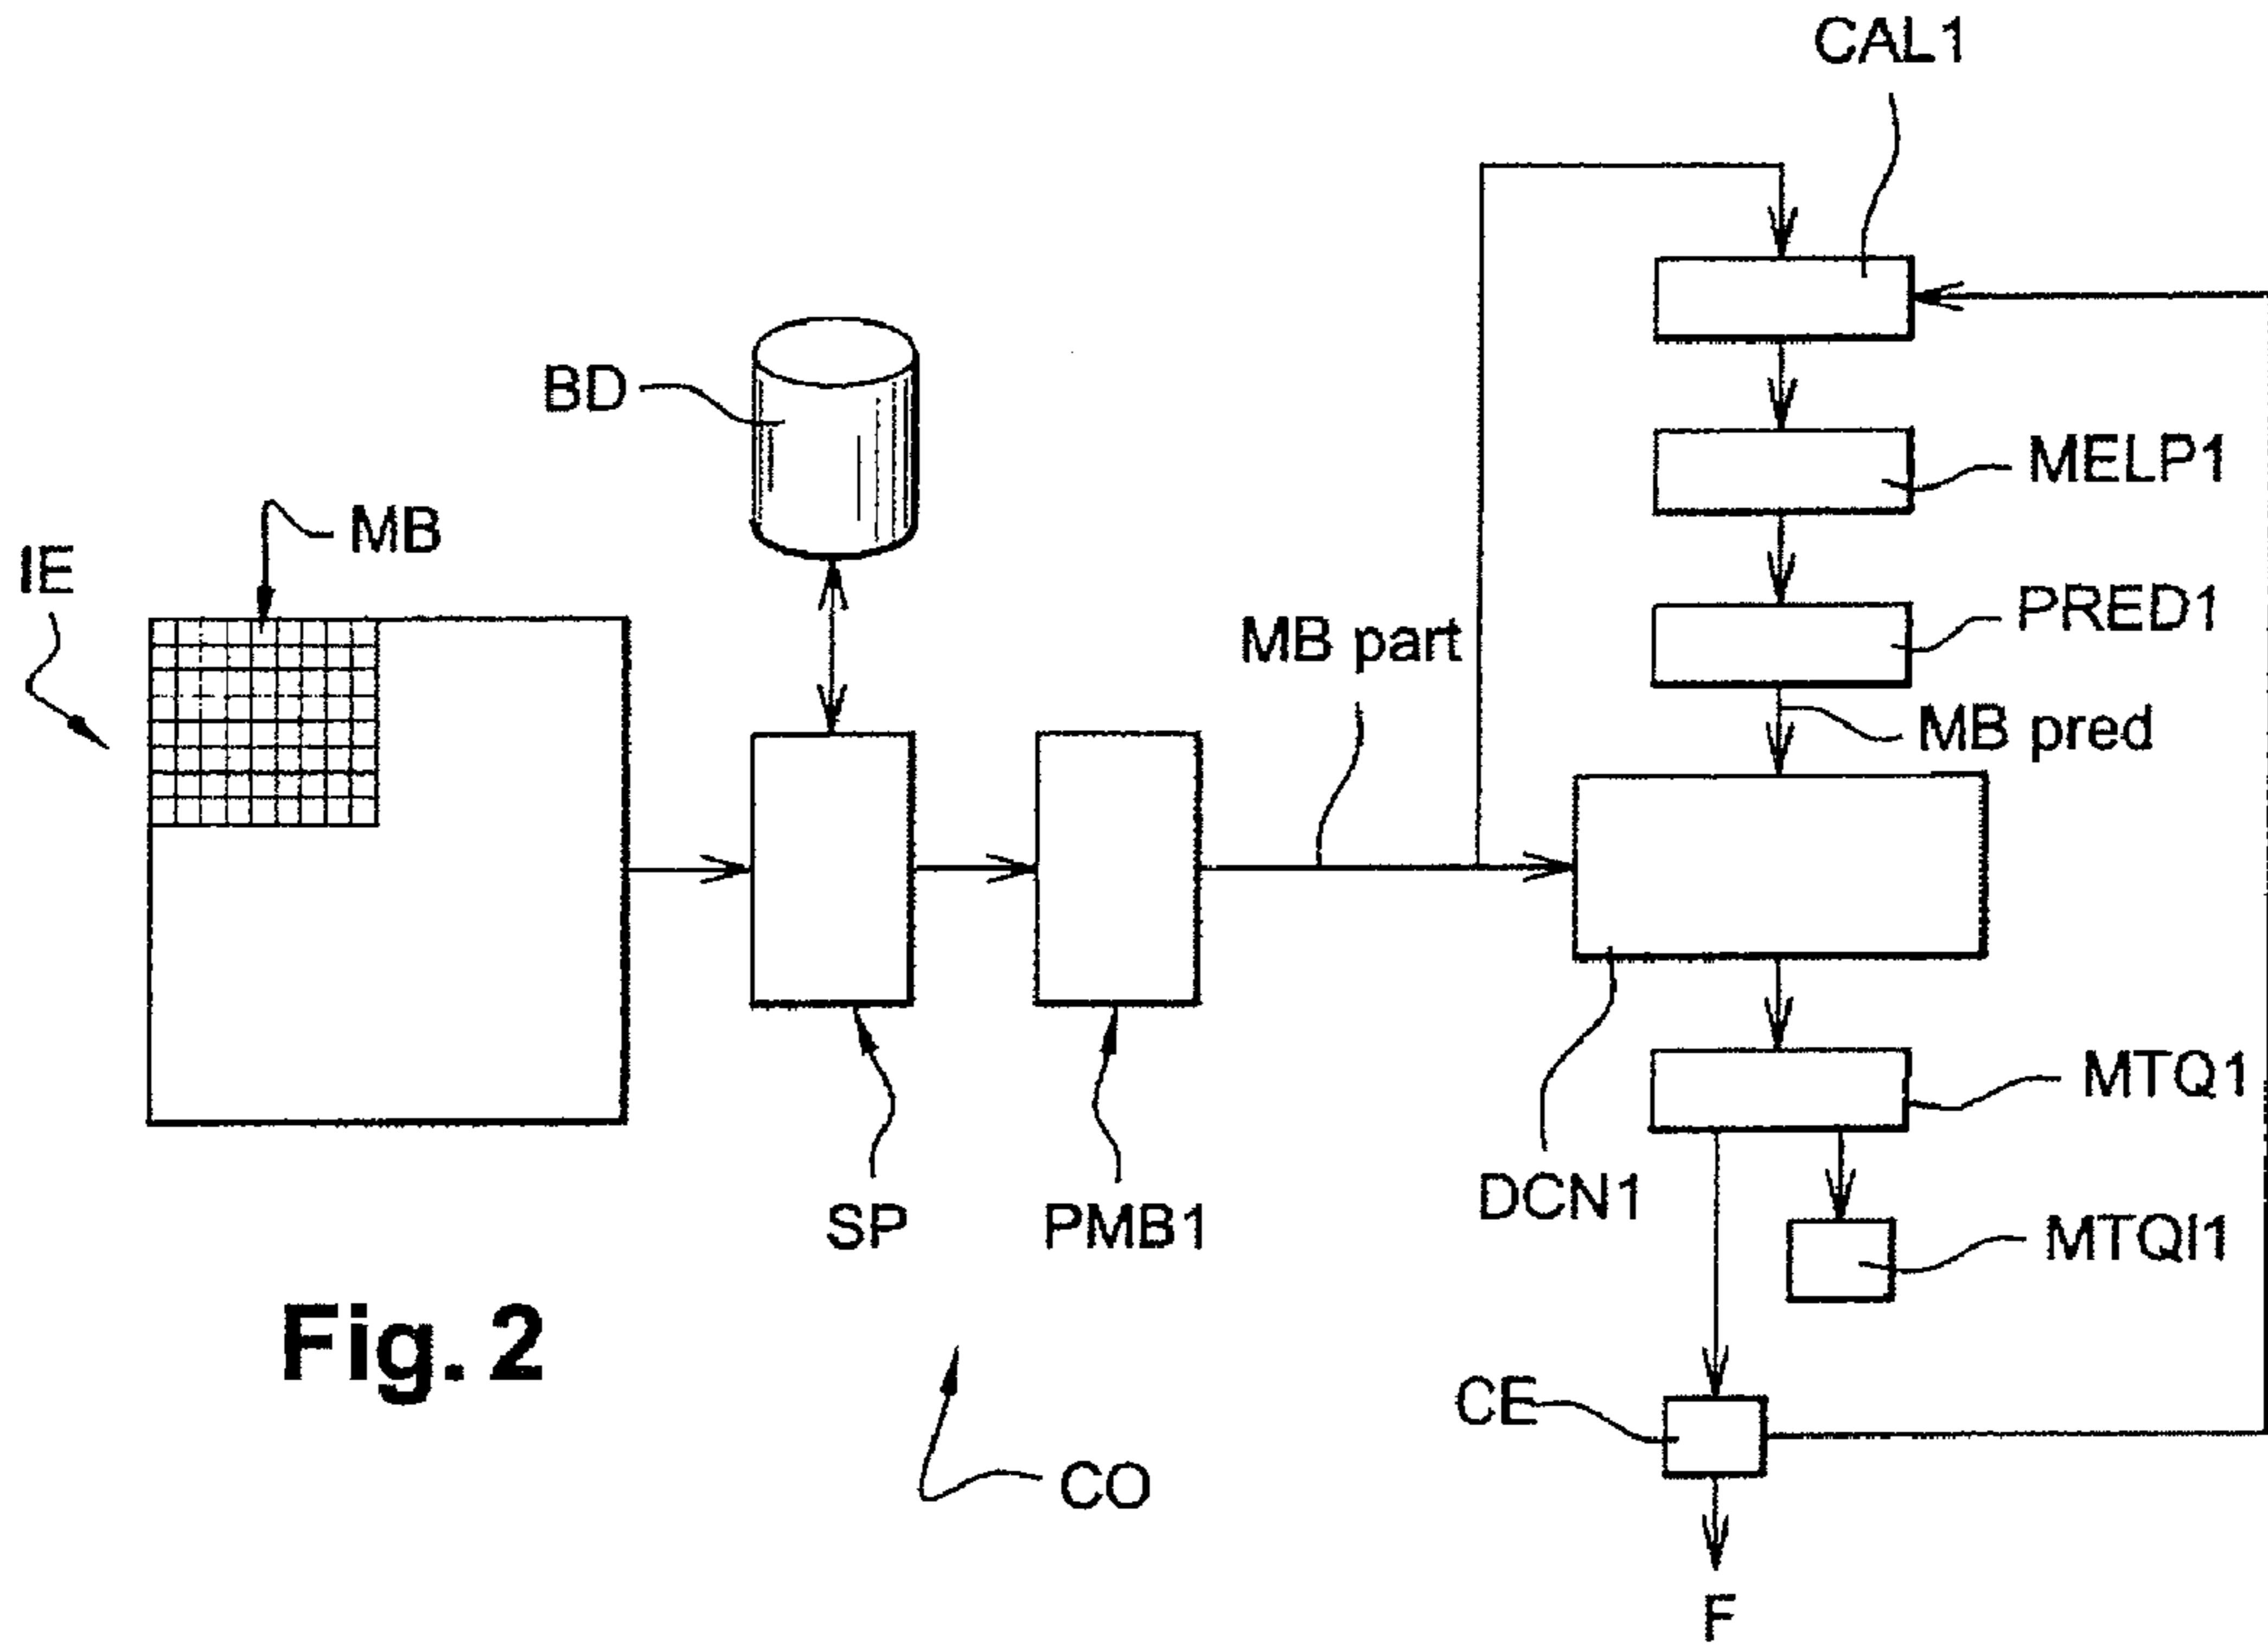 CAL1
BD
MELP1
MB
IE
PRED1
MB part
MB pred
MTQ1
DCN1
SP
PMB1
MTQI1
Fig. 2
CE
CO
F